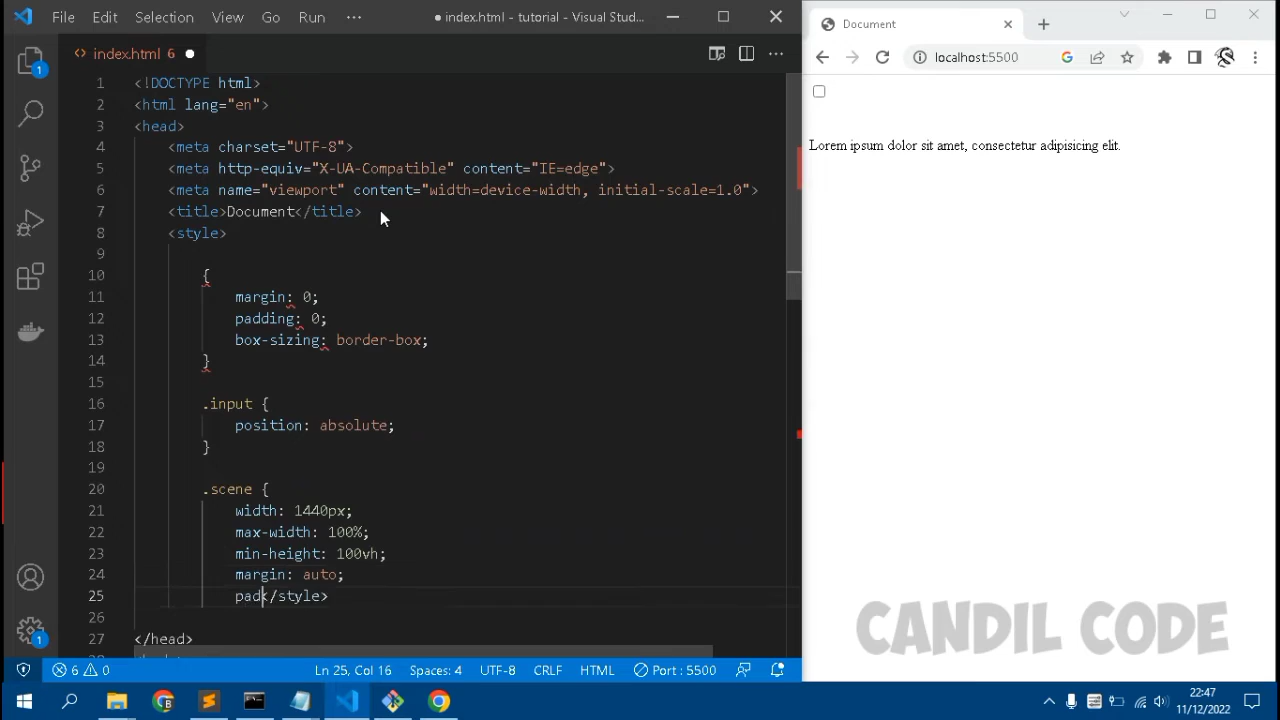 File Edit Selection View Go Run ··· ● index.html - tutorial - Visual Stud...
Document
index.html 6 ●
localhost:5500
1 <!DOCTYPE html>
2 <html lang="en">
3 <head>
4 <meta charset="UTF-8">
5 <meta http-equiv="X-UA-Compatible" content="IE=edge">
6 <meta name="viewport" content="width=device-width, initial-scale=1.0">
7 <title>Document</title>
8 <style>
9
10 {
11 margin: 0;
12 padding: 0;
13 box-sizing: border-box;
14 }
15
16 .input {
17 position: absolute;
18 }
19
20 .scene {
21 width: 1440px;
22 max-width: 100%;
23 min-height: 100vh;
24 margin: auto;
25 pad</style>
26
27 </head>
Lorem ipsum dolor sit amet, consectetur adipisicing elit.
CANDIL CODE
6 0 Ln 25, Col 16 Spaces: 4 UTF-8 CRLF HTML Port : 5500
1
1
22:47
11/12/2022